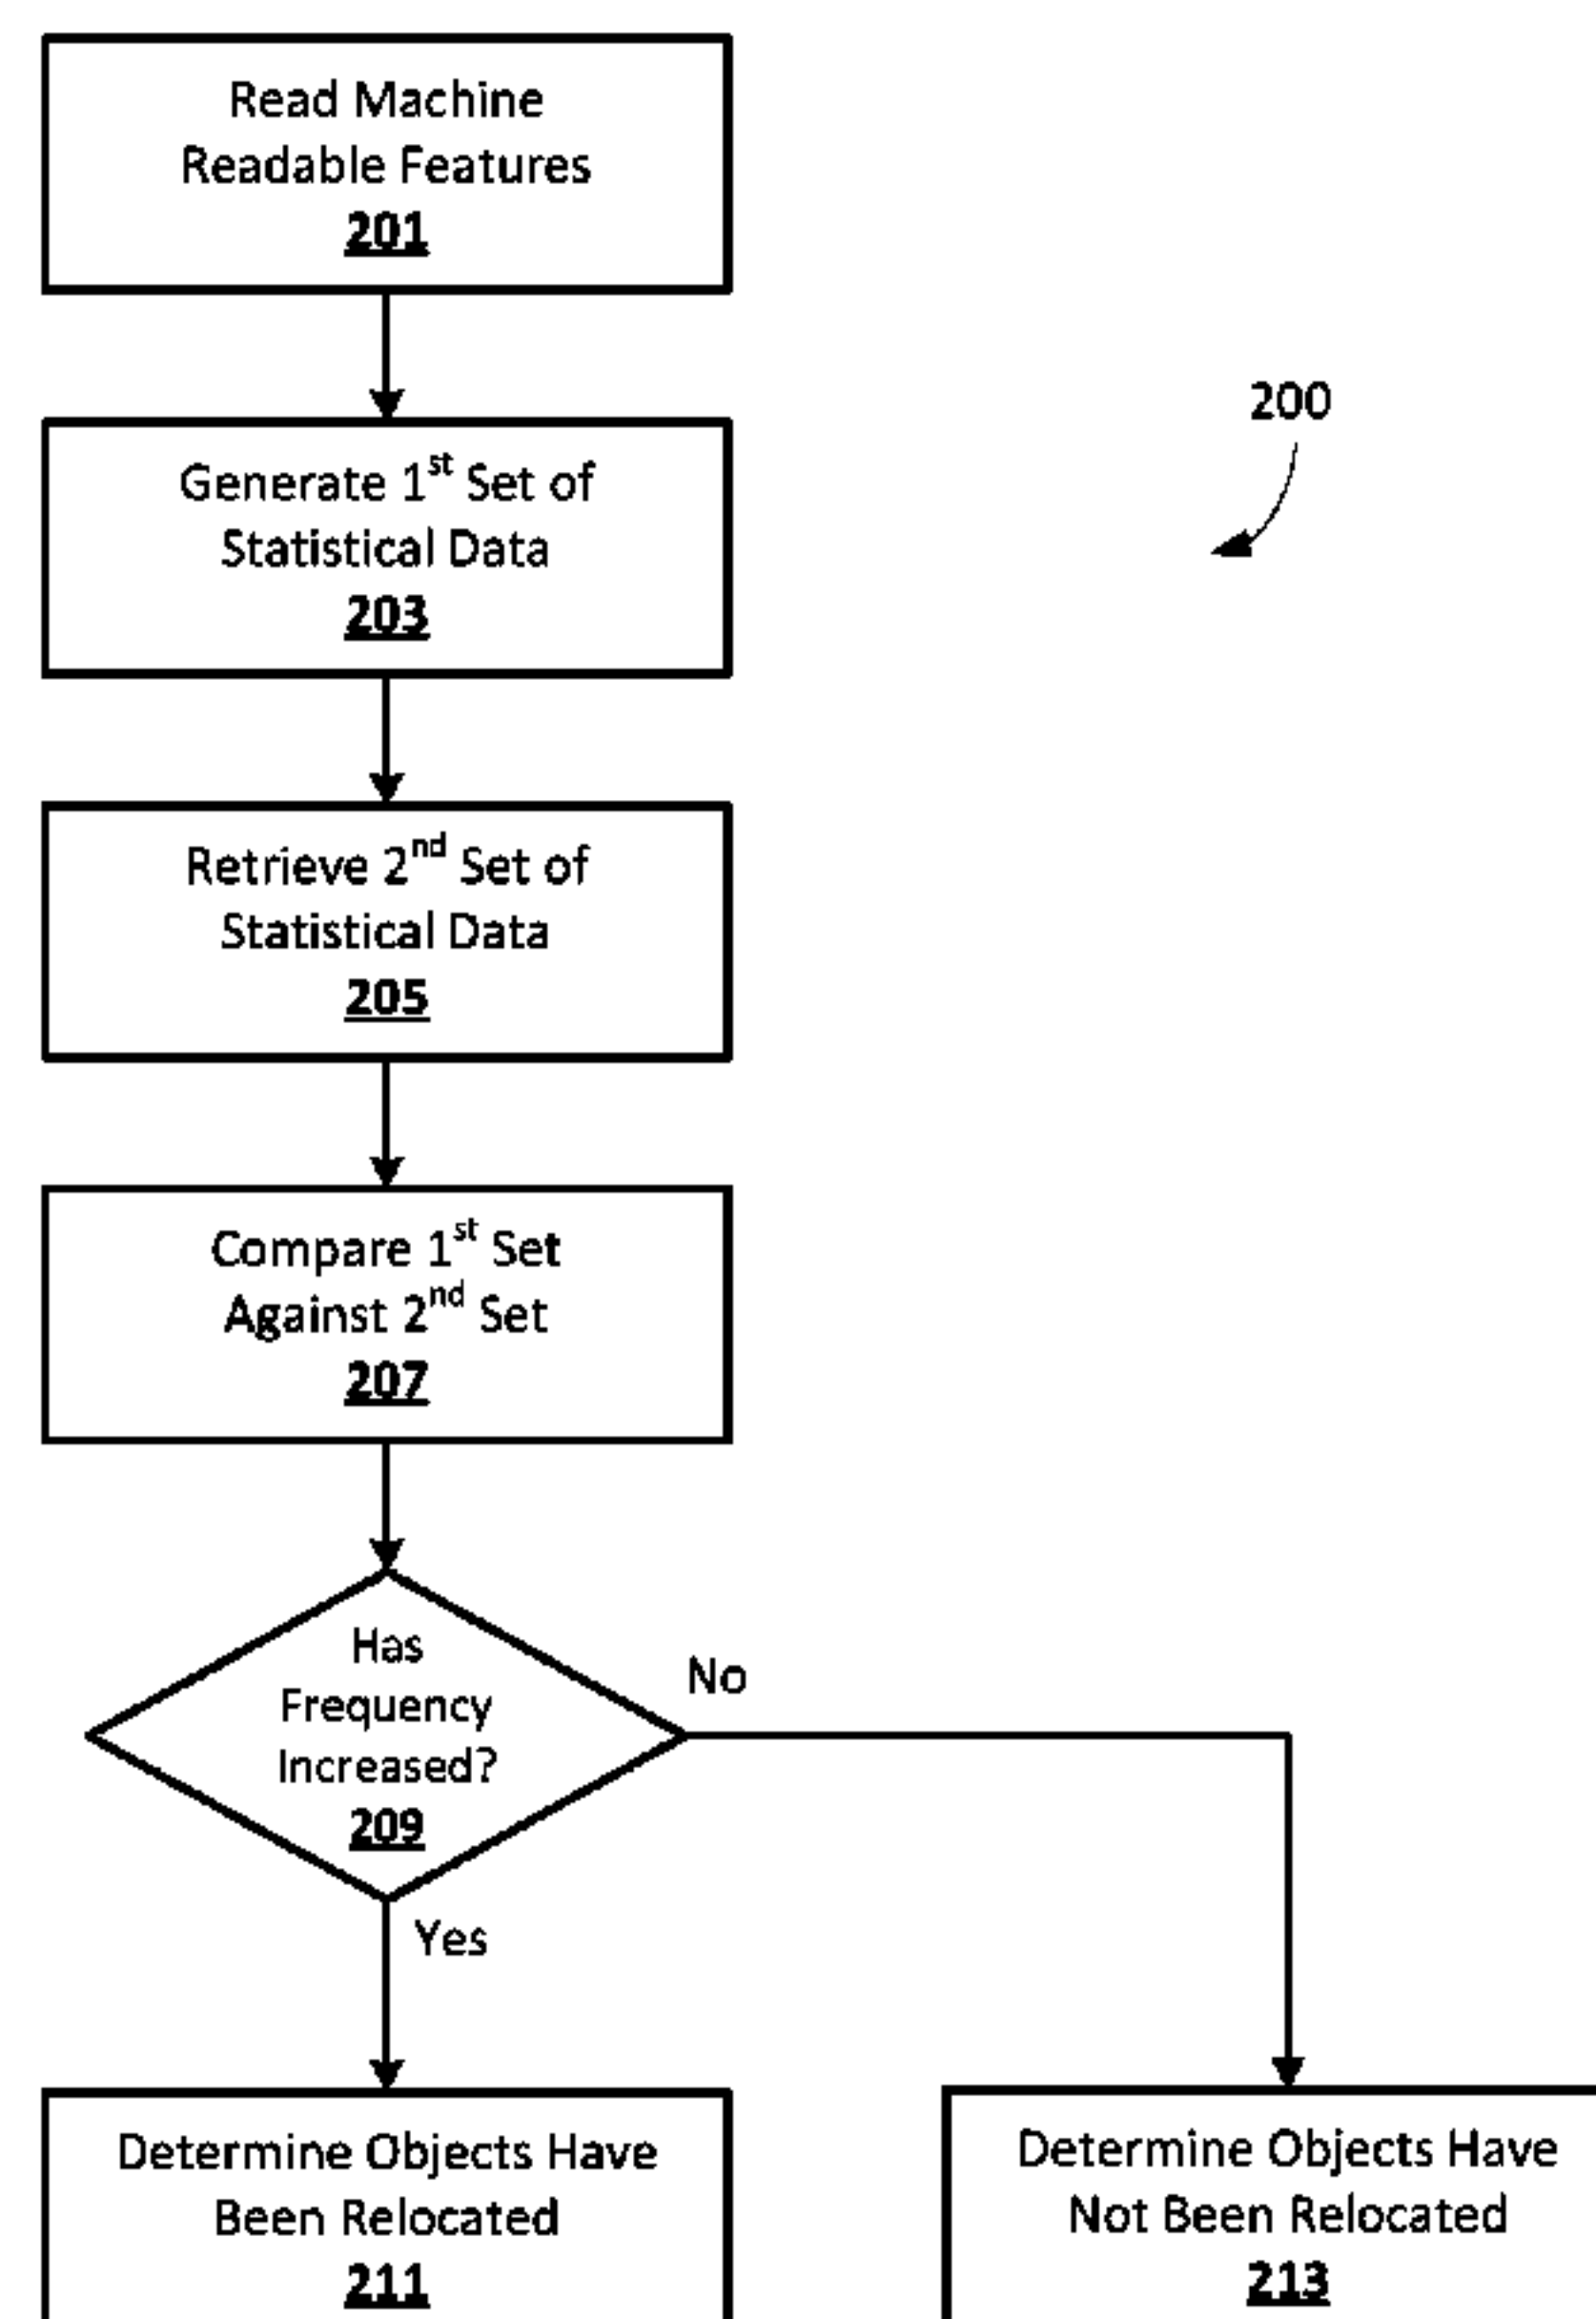 Read Machine
Readable Features
201
200
Generate 1st Set of
Statistical Data
203
Retrieve 2nd Set of
Statistical Data
205
Compare 1st Set
Against 2nd Set
207
Has
Frequency
Increased?
209
No
Yes
Determine Objects Have
Been Relocated
211
Determine Objects Have
Not Been Relocated
213